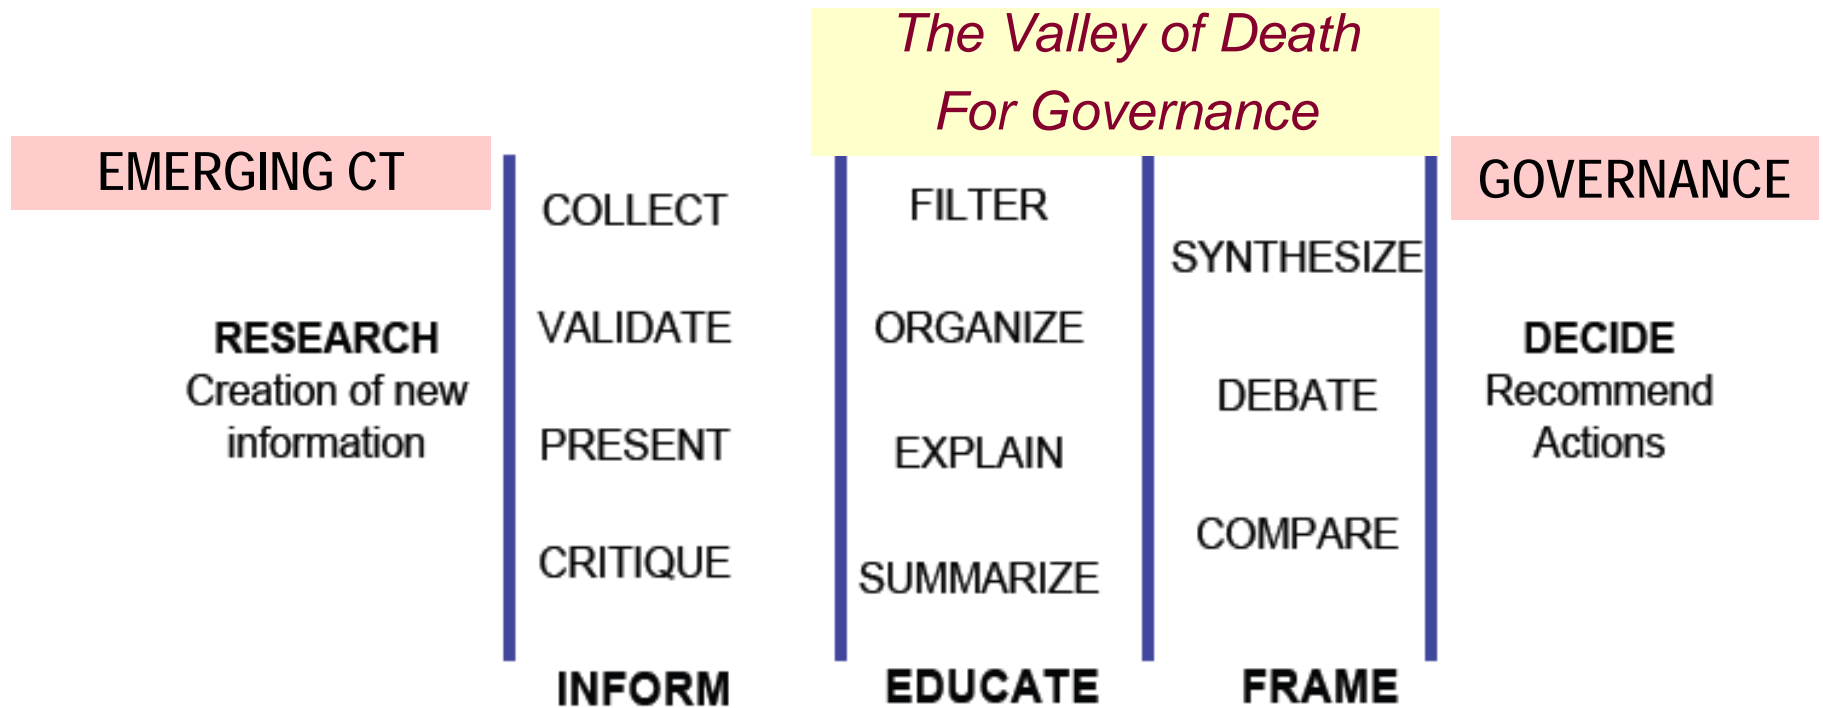 The Valley of Death
For Governance
EMERGING CT
GOVERNANCE
RESEARCH
Creation of new
information
COLLECT
VALIDATE
PRESENT
CRITIQUE
INFORM
FILTER
ORGANIZE
EXPLAIN
SUMMARIZE
EDUCATE
SYNTHESIZE
DEBATE
COMPARE
FRAME
DECIDE
Recommend
Actions